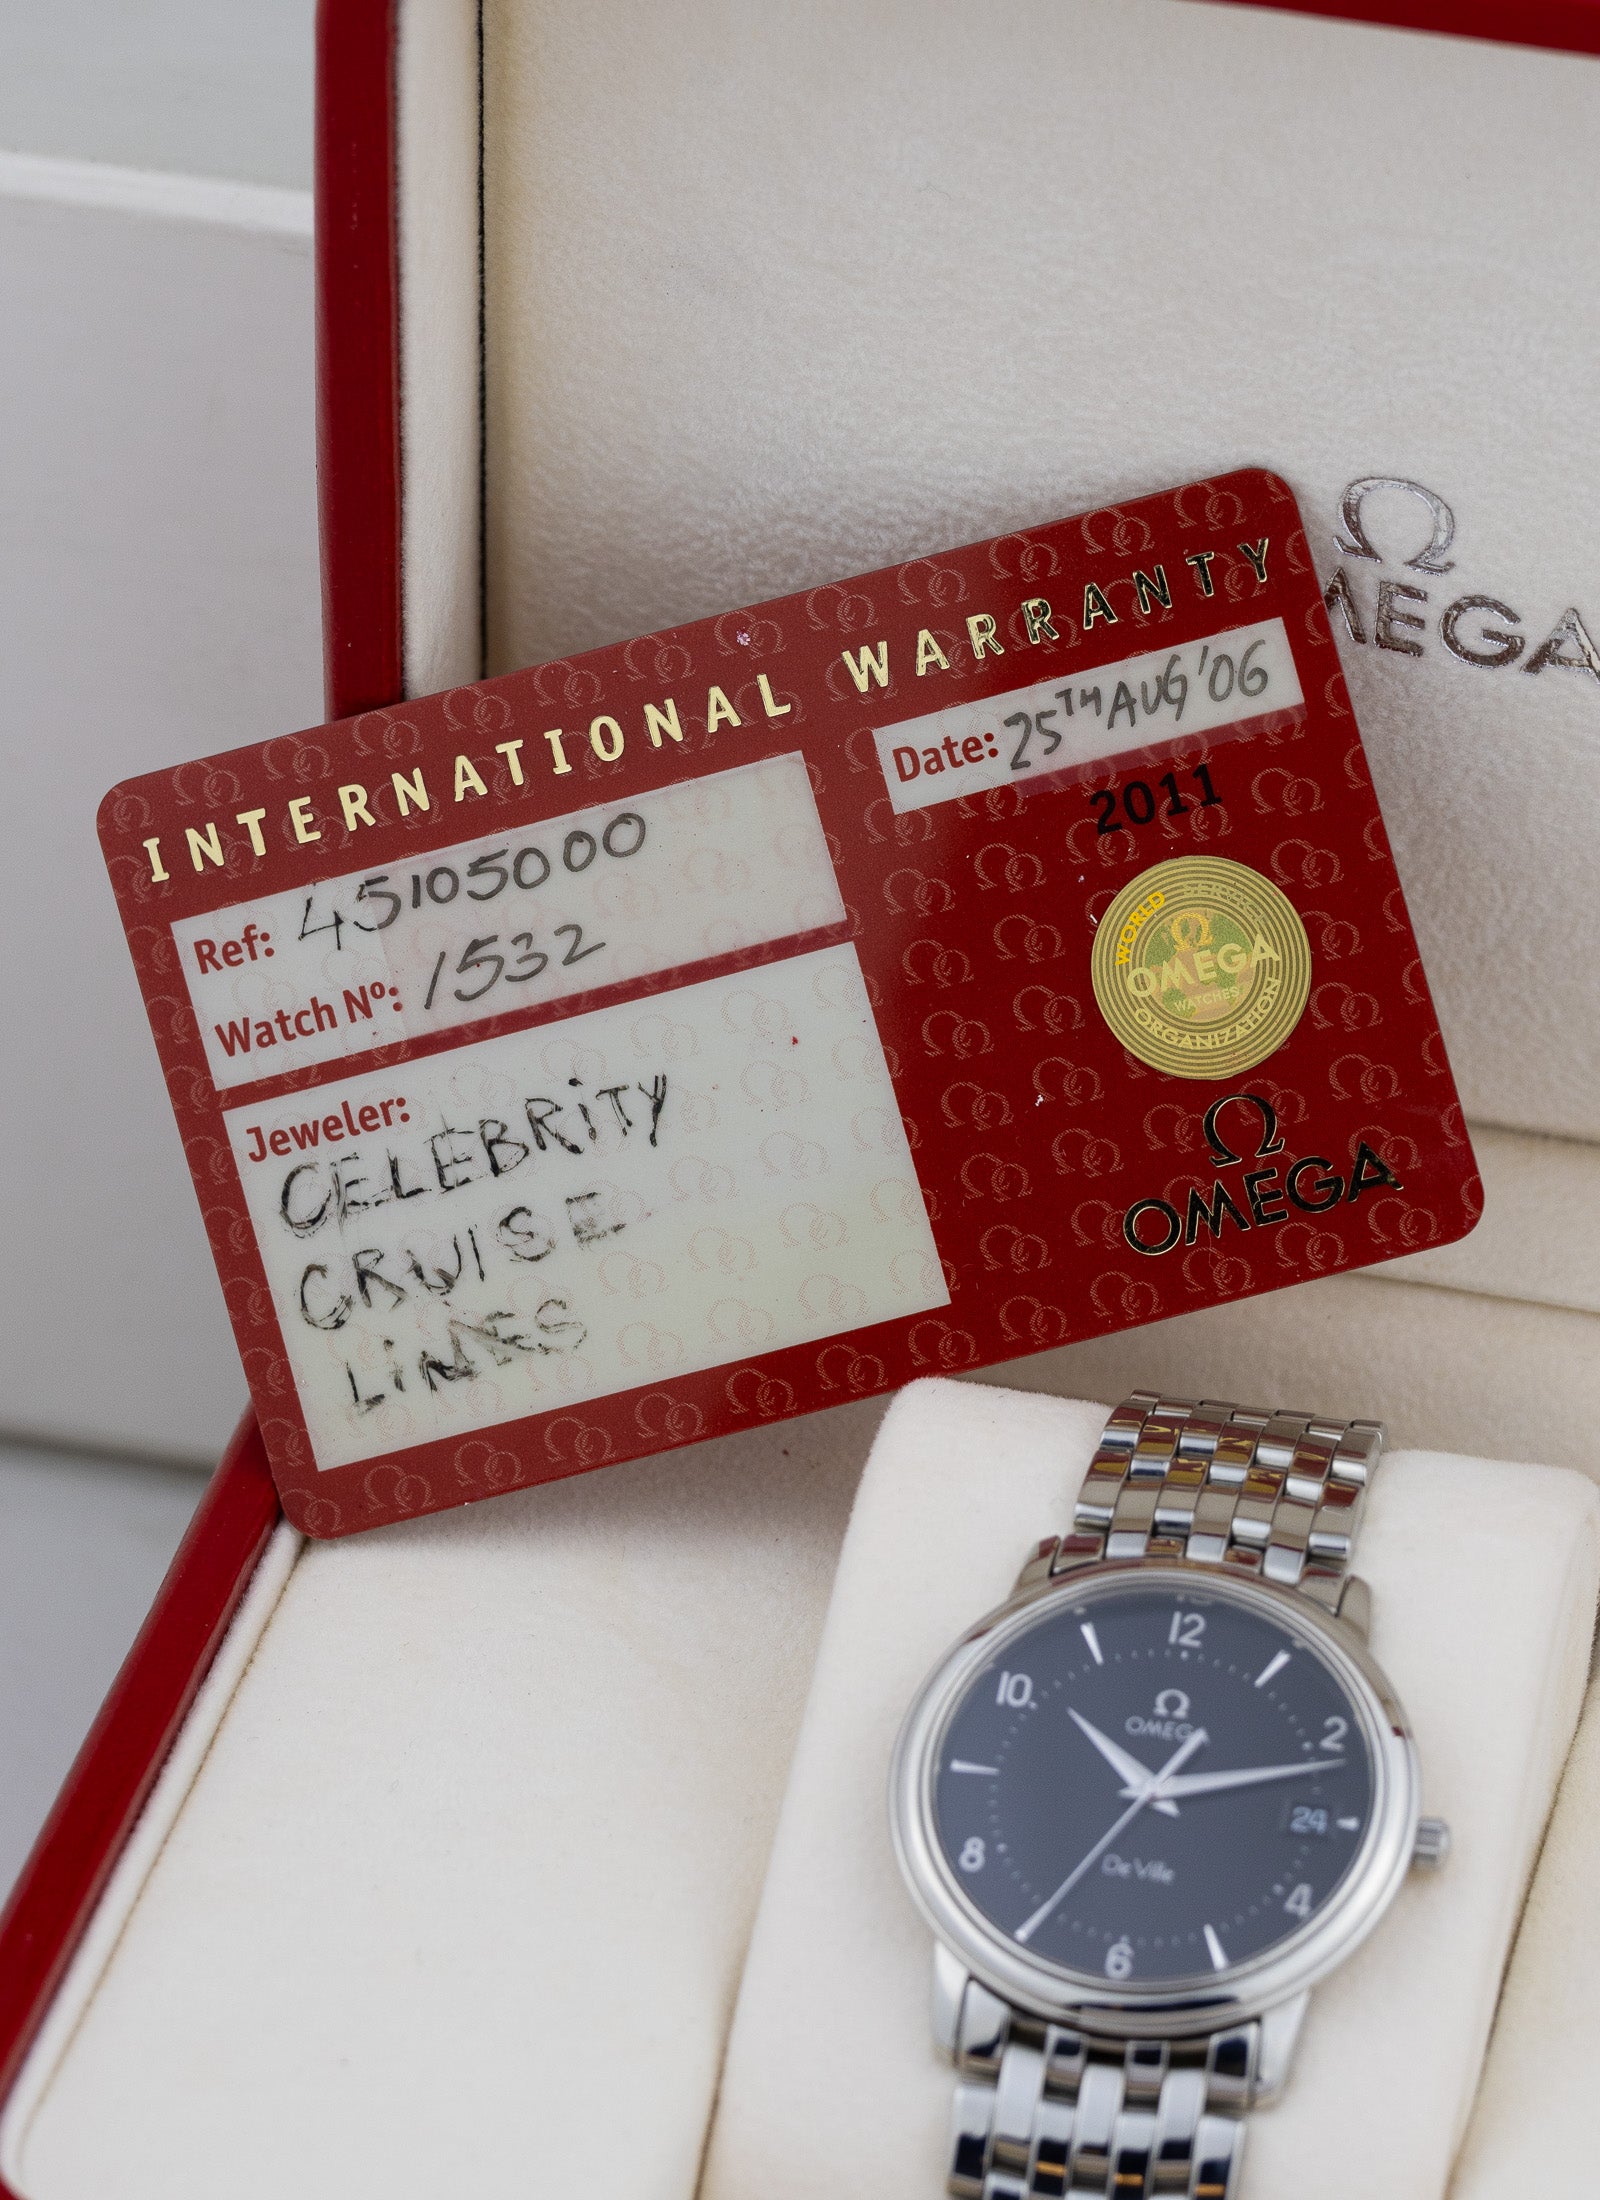 Ω
OMEGA
INTERNATIONAL WARRANTY
Date: 25TH AUG '06
2011
Ref: 45105000
Watch Nº: 1532
Jeweler:
CELEBRITY
CRUISE
LINES
WORLD SERVICE
Ω
OMEGA
WATCHES
ORGANIZATION
Ω
OMEGA
12
10
2
Ω
OMEGA
24
8
De Ville
4
6